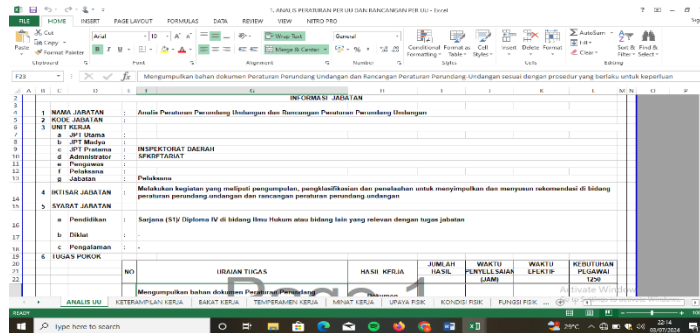 1. ANALIS PERATURAN PER UU DAN RANCANGAN PER UU - Excel
FILE HOME INSERT PAGE LAYOUT FORMULAS DATA REVIEW VIEW NITRO PRO
Cut
Paste Copy Arial 10 Wrap Text General AutoSum
Format Painter Merge & Center Conditional Formatting Format as Table Cell Styles Insert Delete Format Fill Clear Sort & Filter Find & Select
Clipboard Font Alignment Number Styles Cells Editing
F23 Mengumpulkan bahan dokumen Peraturan Perundang Undangan dan Rancangan Peraturan Perundang-Undangan sesuai dengan prosedur yang berlaku untuk keperluan
INFORMASI JABATAN
1 NAMA JABATAN : Analis Peraturan Perundang Undangan dan Rancangan Peraturan Perundang Undangan
2 KODE JABATAN :
3 UNIT KERJA :
a JPT Utama :
b JPT Madya :
c JPT Pratama : INSPEKTORAT DAERAH
d Administrator : SEKRETARIAT
e Pengawas :
f Pelaksana :
g Jabatan : Pelaksana
4 IKTISAR JABATAN : Melakukan kegiatan yang meliputi pengumpulan, pengklasifikasian dan penelaahan untuk menyimpulkan dan menyusun rekomendasi di bidang
peraturan perundang undangan dan rancangan peraturan perundang undangan
5 SYARAT JABATAN
a Pendidikan : Sarjana (S1)/ Diploma IV di bidang Ilmu Hukum atau bidang lain yang relevan dengan tugas jabatan
b Diklat : -
c Pengalaman : -
6 TUGAS POKOK
NO URAIAN TUGAS HASIL KERJA JUMLAH HASIL WAKTU PENYELESAIAN (JAM) WAKTU EFEKTIF KEBUTUHAN PEGAWAI
1250
Mengumpulkan bahan dokumen Peraturan Perundang
Dokumen
Page 1
Activate Windows
ANALIS UU KETERAMPILAN KERJA BAKAT KERJA TEMPERAMEN KERJA MINAT KERJA UPAYA FISIK KONDISI FISIK FUNGSI FISIK ...
READY
Type here to search 29°C 22:14
03/07/2024